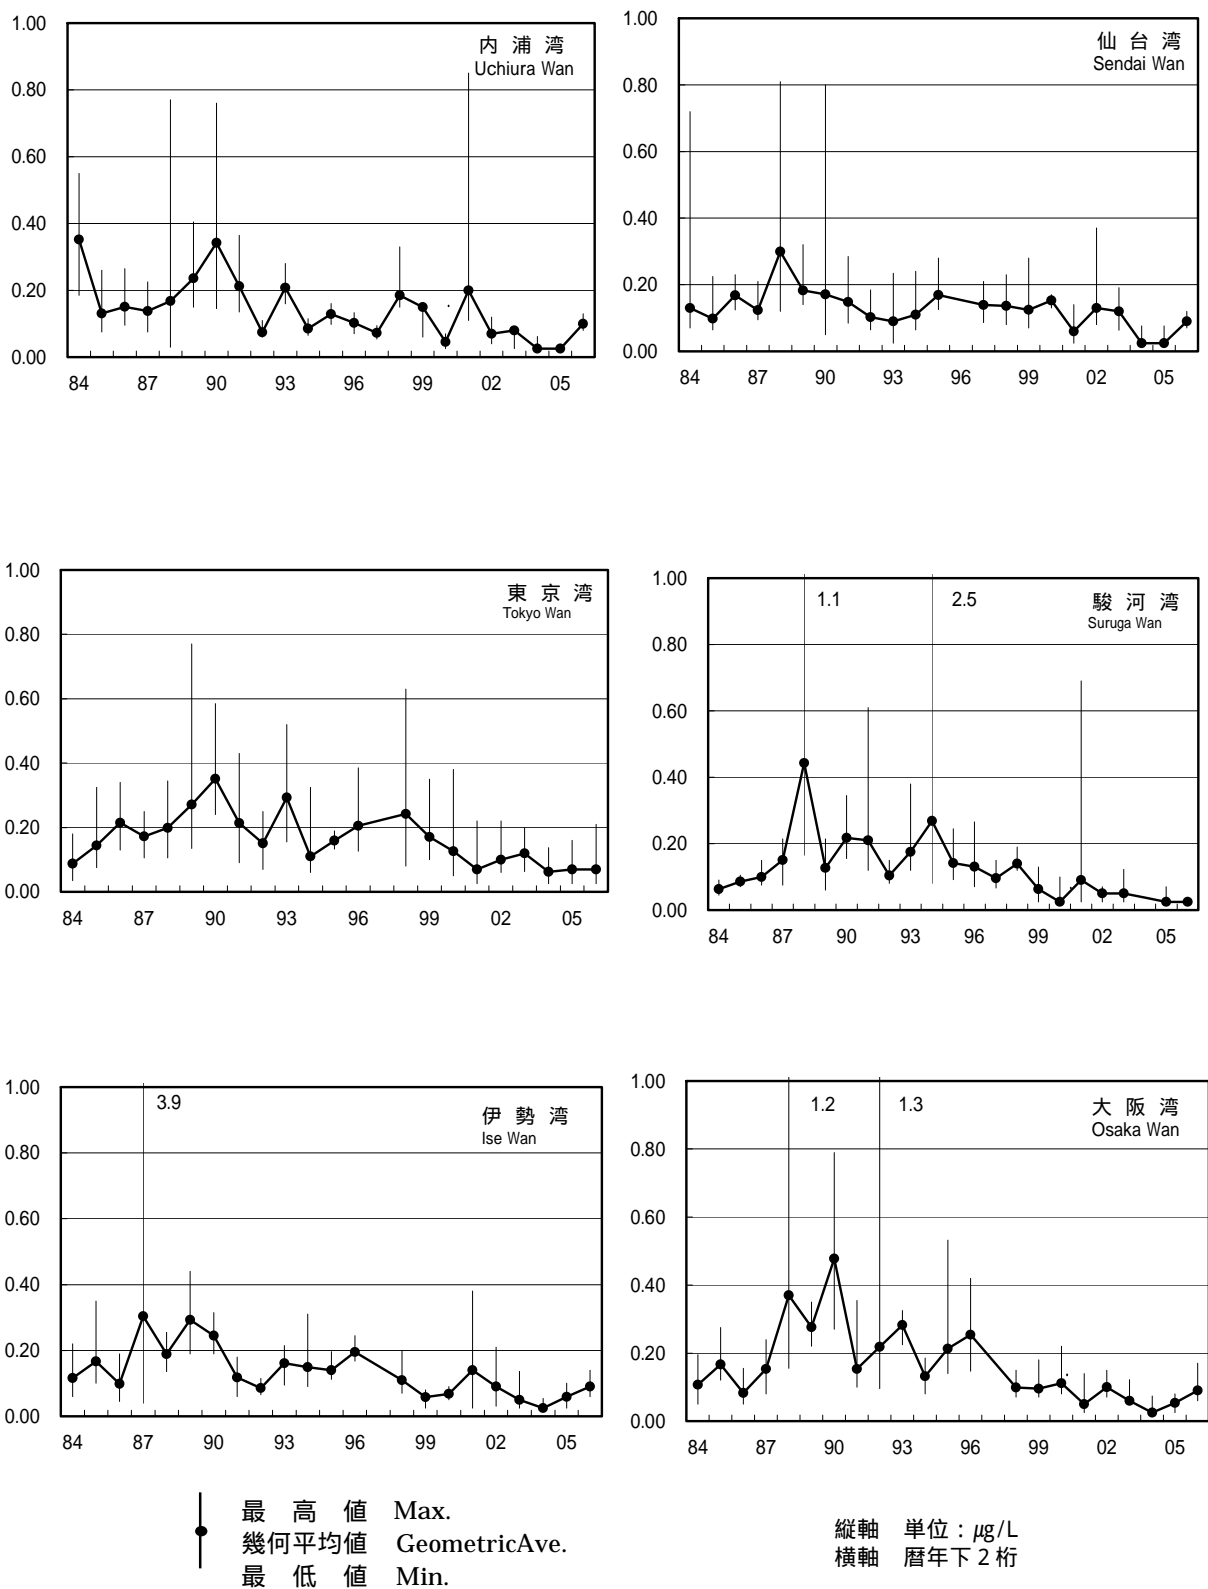 内浦湾
Uchiura Wan
1.00
0.80
0.60
0.40
0.20
0.00
84 87 90 93 96 99 02 05
仙台湾
Sendai Wan
1.00
0.80
0.60
0.40
0.20
0.00
84 87 90 93 96 99 02 05
東京湾
Tokyo Wan
1.00
0.80
0.60
0.40
0.20
0.00
84 87 90 93 96 99 02 05
駿河湾
Suruga Wan
1.1 2.5
1.00
0.80
0.60
0.40
0.20
0.00
84 87 90 93 96 99 02 05
伊勢湾
Ise Wan
3.9
1.00
0.80
0.60
0.40
0.20
0.00
84 87 90 93 96 99 02 05
大阪湾
Osaka Wan
1.2 1.3
1.00
0.80
0.60
0.40
0.20
0.00
84 87 90 93 96 99 02 05
最高値 Max.
幾何平均値 GeometricAve.
最低値 Min.
縦軸 単位：μg/L
横軸 暦年下2桁